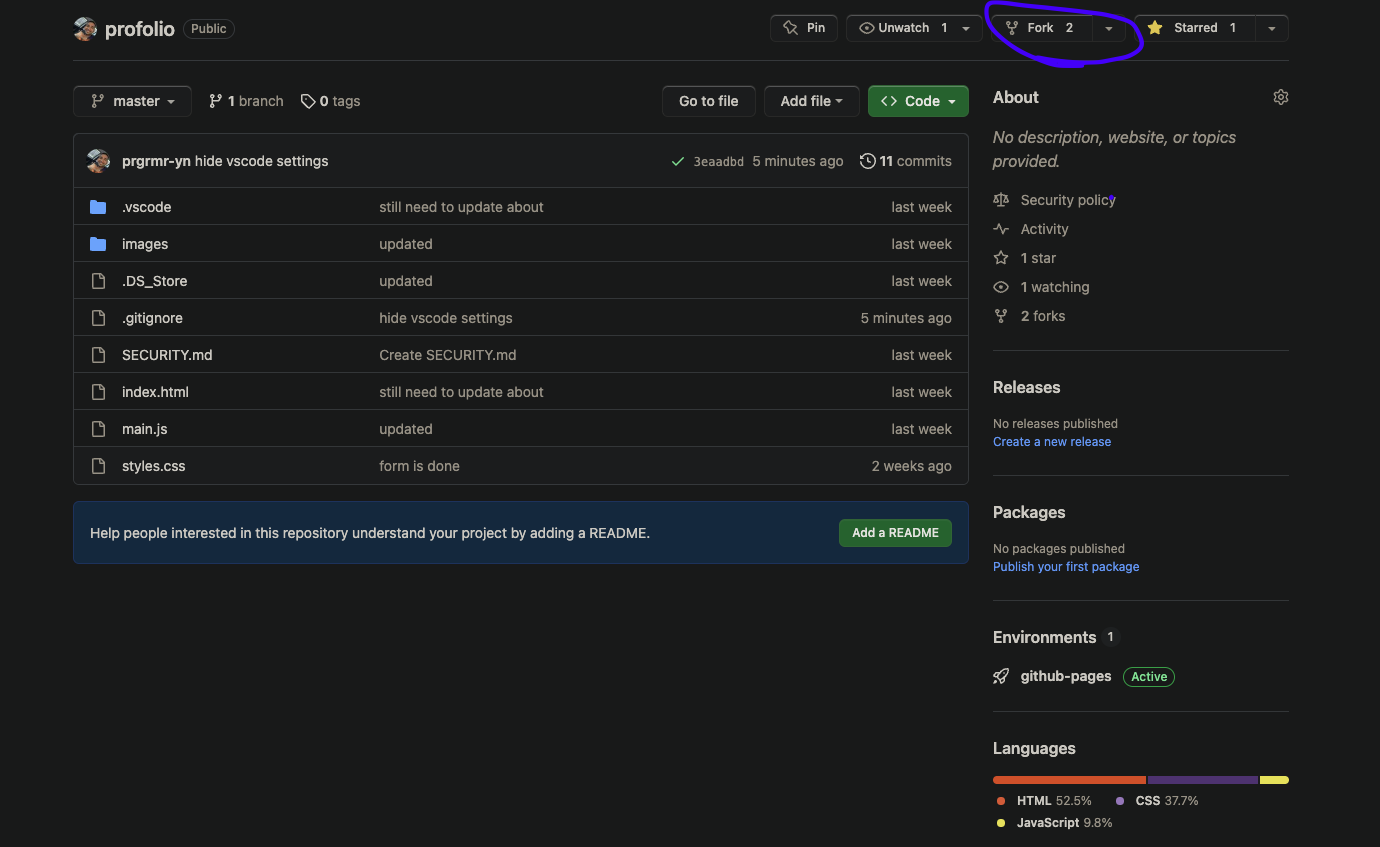 profolio Public Pin Unwatch 1 Fork 2 Starred 1
master 1 branch 0 tags Go to file Add file <> Code
prgrmr-yn hide vscode settings 3eaadbd 5 minutes ago 11 commits
.vscode still need to update about last week
images updated last week
.DS_Store updated last week
.gitignore hide vscode settings 5 minutes ago
SECURITY.md Create SECURITY.md last week
index.html still need to update about last week
main.js updated last week
styles.css form is done 2 weeks ago
Help people interested in this repository understand your project by adding a README. Add a README
About
No description, website, or topics
provided.
Security policy
Activity
1 star
1 watching
2 forks
Releases
No releases published
Create a new release
Packages
No packages published
Publish your first package
Environments 1
github-pages Active
Languages
HTML 52.5% CSS 37.7%
JavaScript 9.8%